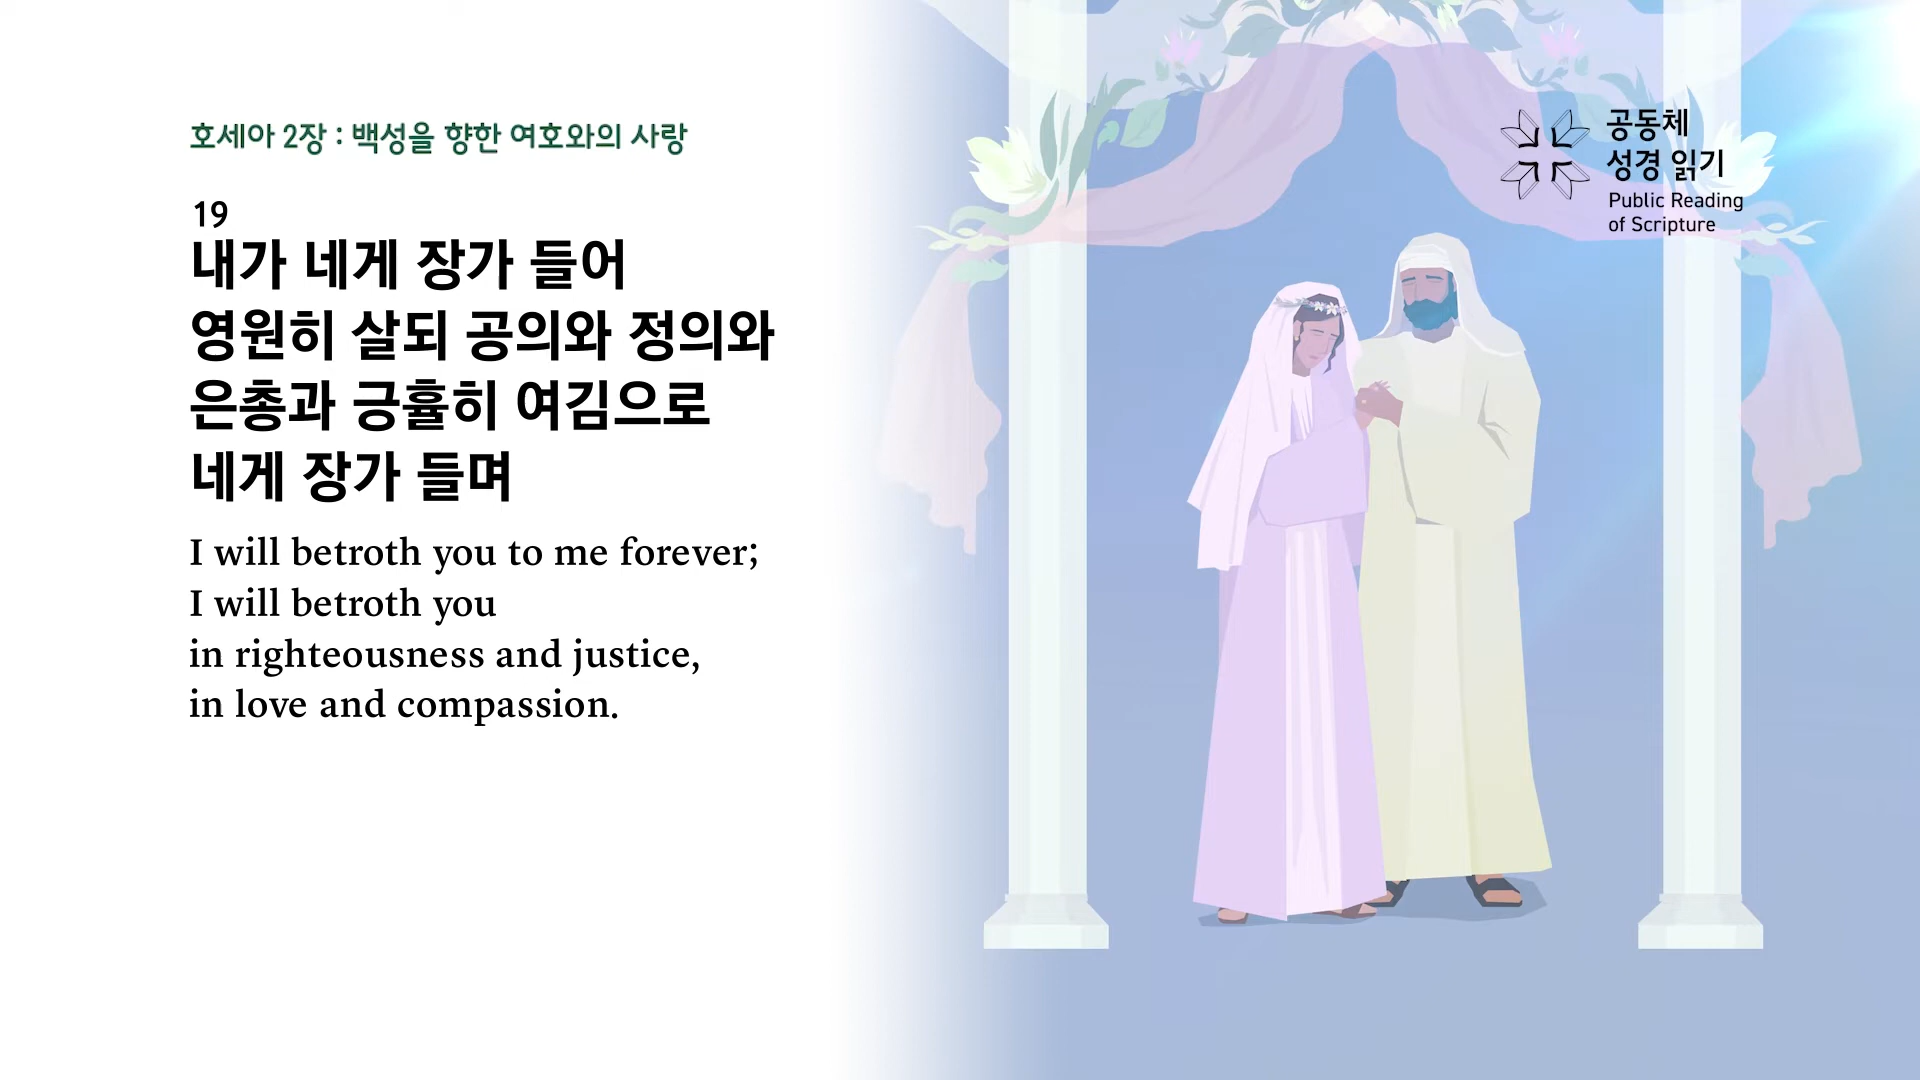 호세아 2장 : 백성을 향한 여호와의 사랑
19
내가 네게 장가 들어
영원히 살되 공의와 정의와
은총과 긍휼히 여김으로
네게 장가 들며
I will betroth you to me forever;
I will betroth you
in righteousness and justice,
in love and compassion.
공동체
성경 읽기
Public Reading
of Scripture